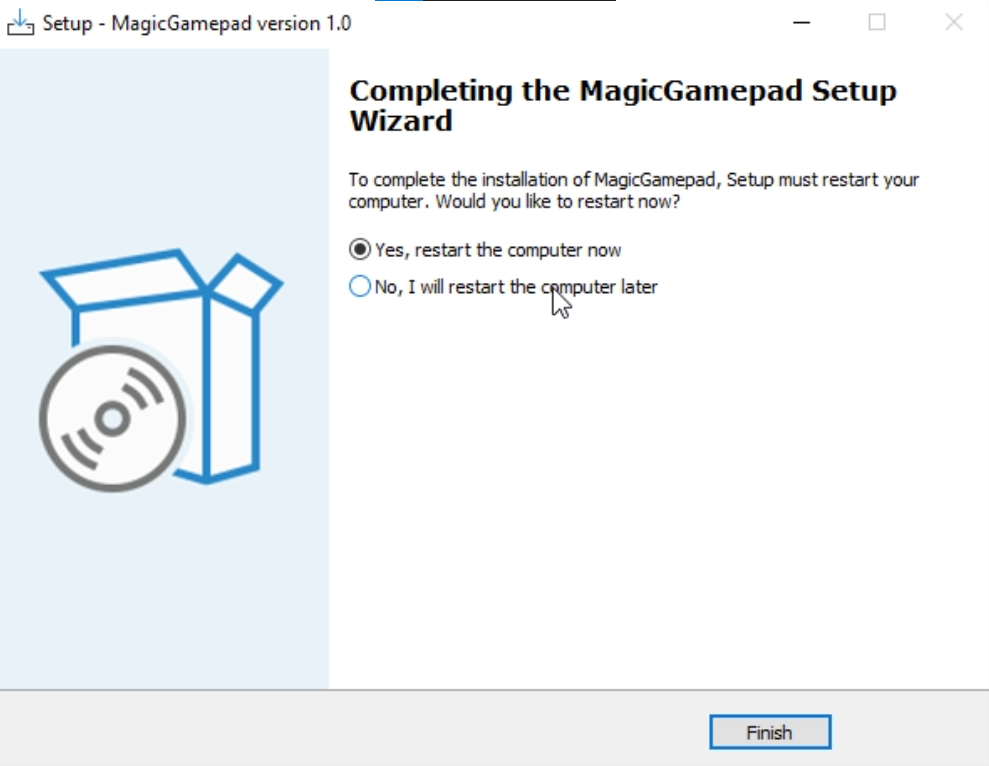 Setup - MagicGamepad version 1.0
Completing the MagicGamepad Setup
Wizard
To complete the installation of MagicGamepad, Setup must restart your
computer. Would you like to restart now?
Yes, restart the computer now
No, I will restart the computer later
Finish